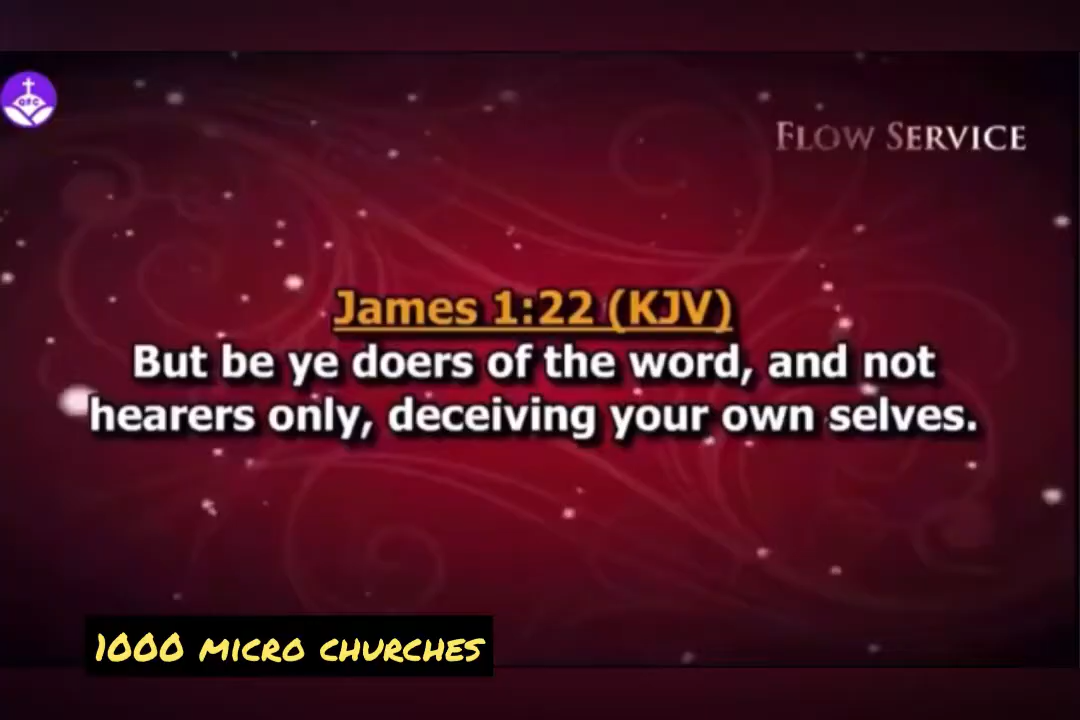 QFC
FLOW SERVICE
James 1:22 (KJV)
But be ye doers of the word, and not
hearers only, deceiving your own selves.
1000 MICRO CHURCHES